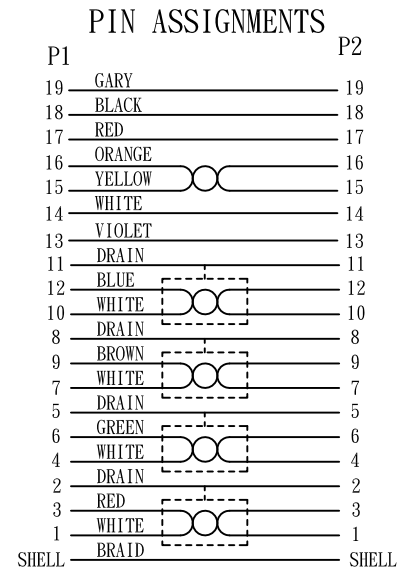 PIN ASSIGNMENTS
P1 P2
19 GARY 19
18 BLACK 18
17 RED 17
16 ORANGE 16
15 YELLOW 15
14 WHITE 14
13 VIOLET 13
11 DRAIN 11
12 BLUE 12
10 WHITE 10
8 DRAIN 8
9 BROWN 9
7 WHITE 7
5 DRAIN 5
6 GREEN 6
4 WHITE 4
2 DRAIN 2
3 RED 3
1 WHITE 1
SHELL BRAID SHELL